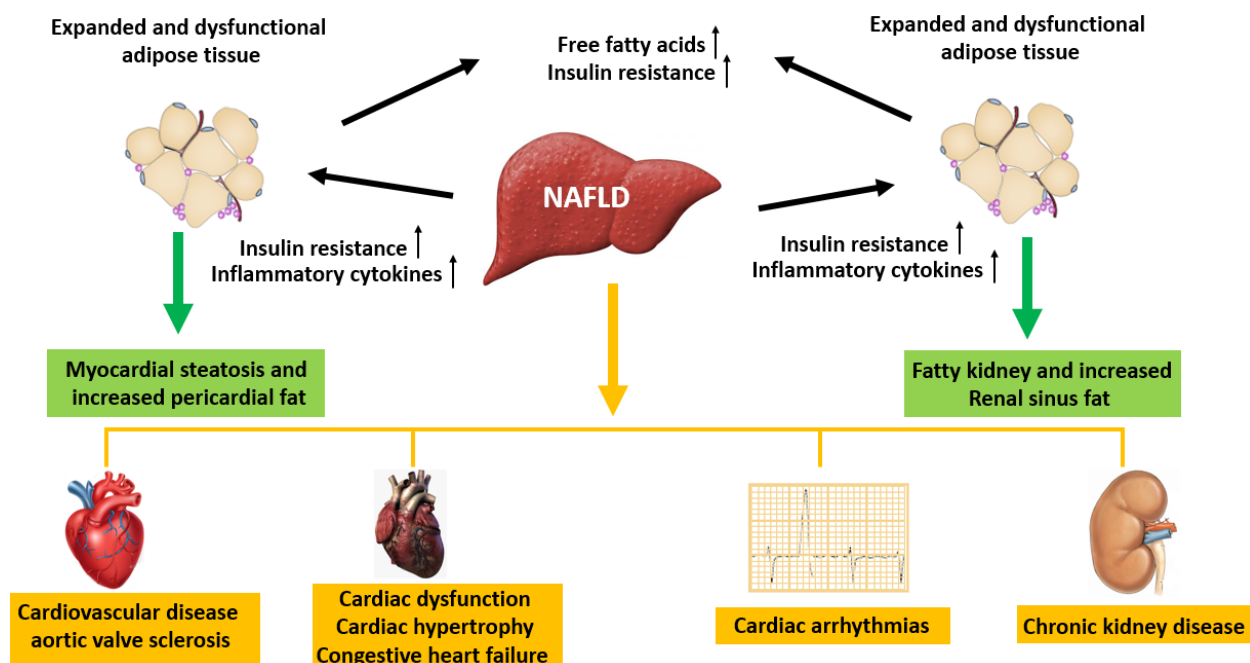 Expanded and dysfunctional
adipose tissue
Free fatty acids ↑
Insulin resistance ↑
Expanded and dysfunctional
adipose tissue
NAFLD
Insulin resistance ↑
Inflammatory cytokines ↑
Insulin resistance ↑
Inflammatory cytokines ↑
Myocardial steatosis and
increased pericardial fat
Fatty kidney and increased
Renal sinus fat
Cardiovascular disease
aortic valve sclerosis
Cardiac dysfunction
Cardiac hypertrophy
Congestive heart failure
Cardiac arrhythmias
Chronic kidney disease